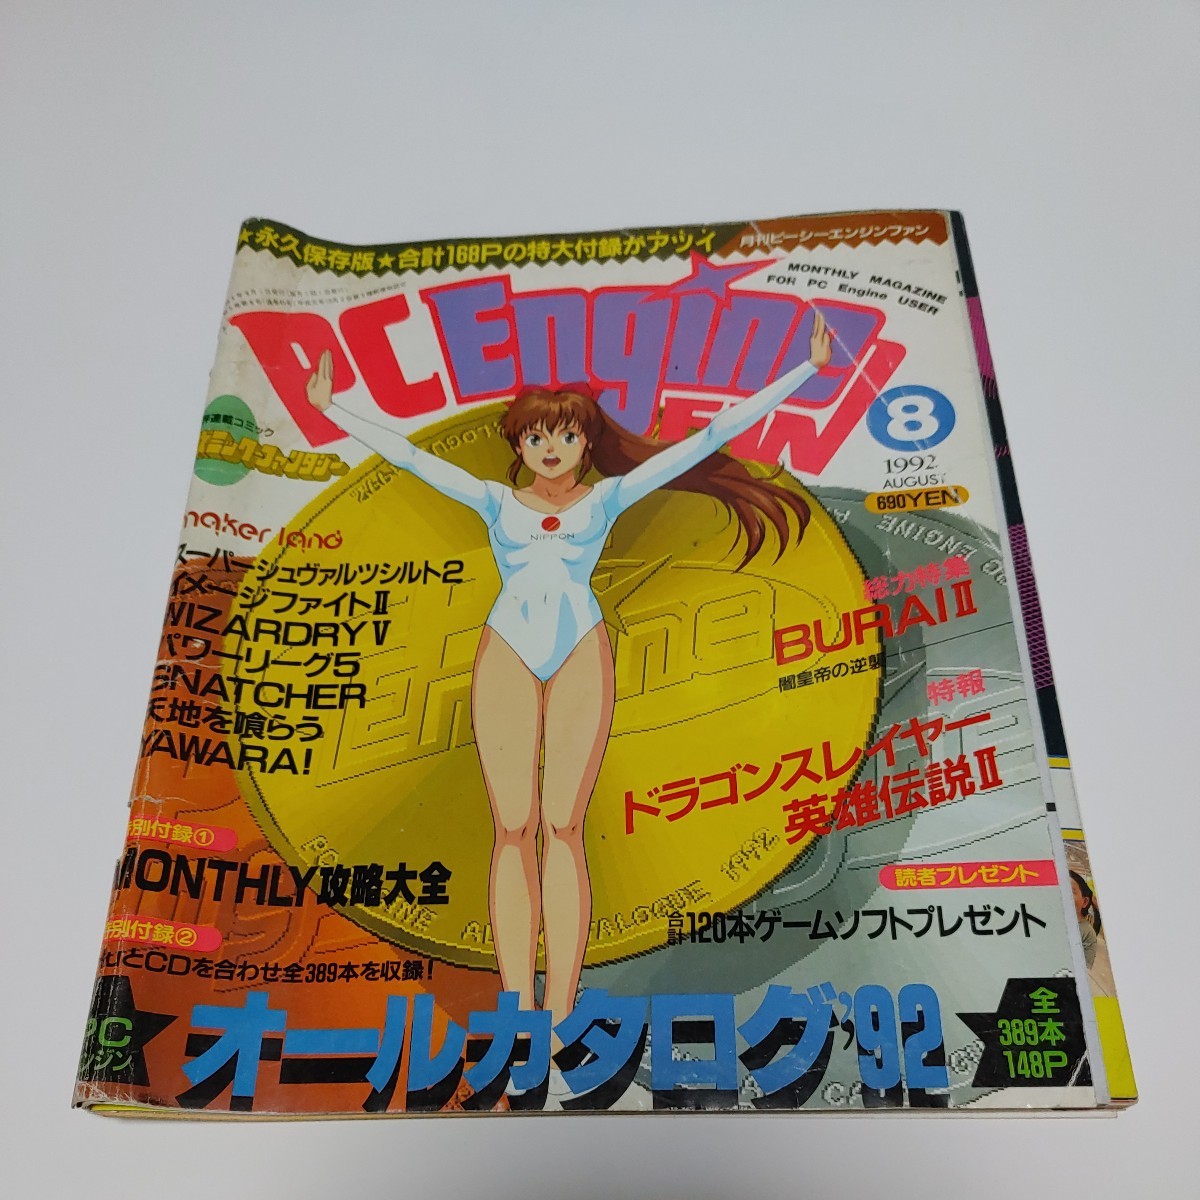 ★永久保存版★合計168Pの特大付録がアツイ
月刊ピーシーエンジンファン
MONTHLY MAGAZINE
FOR PC Engine USER
PC Engine
FAN
8
1992
AUGUST
690YEN
連載コミック
maker land
スーパーシュヴァルツシルト2
イメージファイトⅡ
WIZARDRY Ⅴ
パワーリーグ5
SNATCHER
天地を喰らう
YAWARA!
NIPPON
総力特集
BURAIⅡ
闇皇帝の逆襲
特報
ドラゴンスレイヤー
英雄伝説Ⅱ
別付録①
MONTHLY攻略大全
別付録②
HuとCDを合わせ全389本を収録!
読者プレゼント
合計120本ゲームソフトプレゼント
PC
ンジン
オールカタログ'92
全
389本
148P